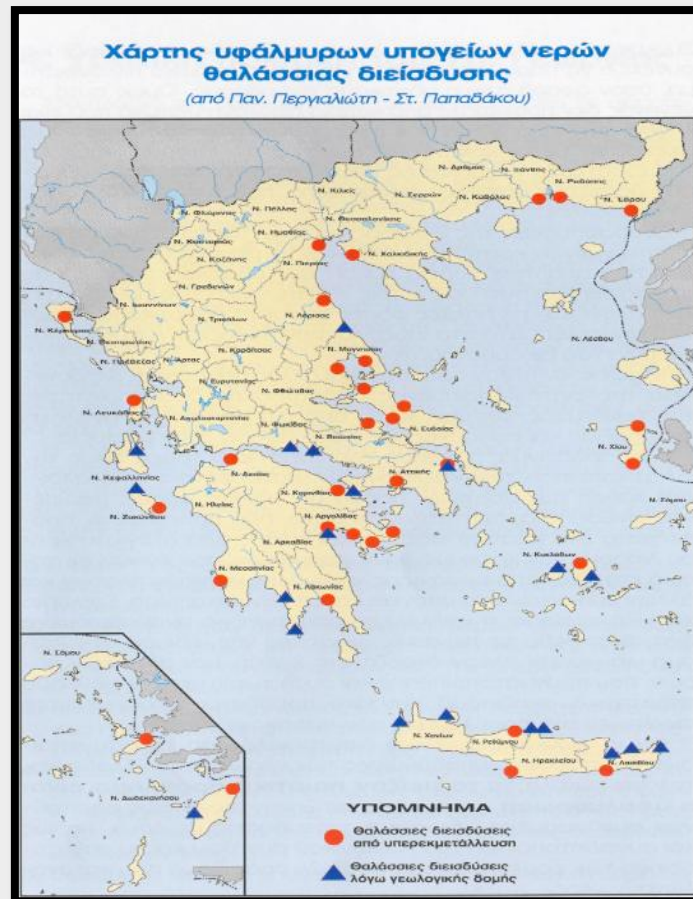 Χάρτης υφάλμυρων υπογείων νερών
θαλάσσιας διείσδυσης
(από Παν. Περγιαλιώτη - Στ. Παπαδάκου)
Ν. Δράμας
Ν. Ξάνθης
Ν. Ροδόπης
Ν. Έβρου
Ν. Κιλκίς
Ν. Σερρών
Ν. Καβάλας
Ν. Φλώρινας
Ν. Πέλλας
Ν. Θεσσαλονίκης
Ν. Ημαθίας
Ν. Καστοριάς
Ν. Χαλκιδικής
Ν. Κοζάνης
Ν. Πιερίας
Ν. Γρεβενών
Ν. Ιωαννίνων
Ν. Τρικάλων
Ν. Λάρισας
Ν. Κέρκυρας
Ν. Θεσπρωτίας
Ν. Λέσβου
Ν. Καρδίτσας
Ν. Μαγνησίας
Ν. Πρέβεζας
Ν. Άρτας
Ν. Ευρυτανίας
Ν. Φθιώτιδας
Ν. Λευκάδας
Ν. Αιτωλοακαρνανίας
Ν. Φωκίδας
Ν. Βοιωτίας
Ν. Ευβοίας
Ν. Χίου
Ν. Κεφαλληνίας
Ν. Αχαΐας
Ν. Αττικής
Ν. Κορινθίας
Ν. Σάμου
Ν. Ζακύνθου
Ν. Ηλείας
Ν. Αργολίδας
Ν. Αρκαδίας
Ν. Κυκλάδων
Ν. Μεσσηνίας
Ν. Λακωνίας
Ν. Σάμου
Ν. Χανίων
Ν. Ρεθύμνου
Ν. Ηρακλείου
Ν. Λασιθίου
Ν. Δωδεκανήσου
ΥΠΟΜΝΗΜΑ
Θαλάσσιες διεισδύσεις
από υπερεκμετάλλευση
Θαλάσσιες διεισδύσεις
λόγω γεωλογικής δομής